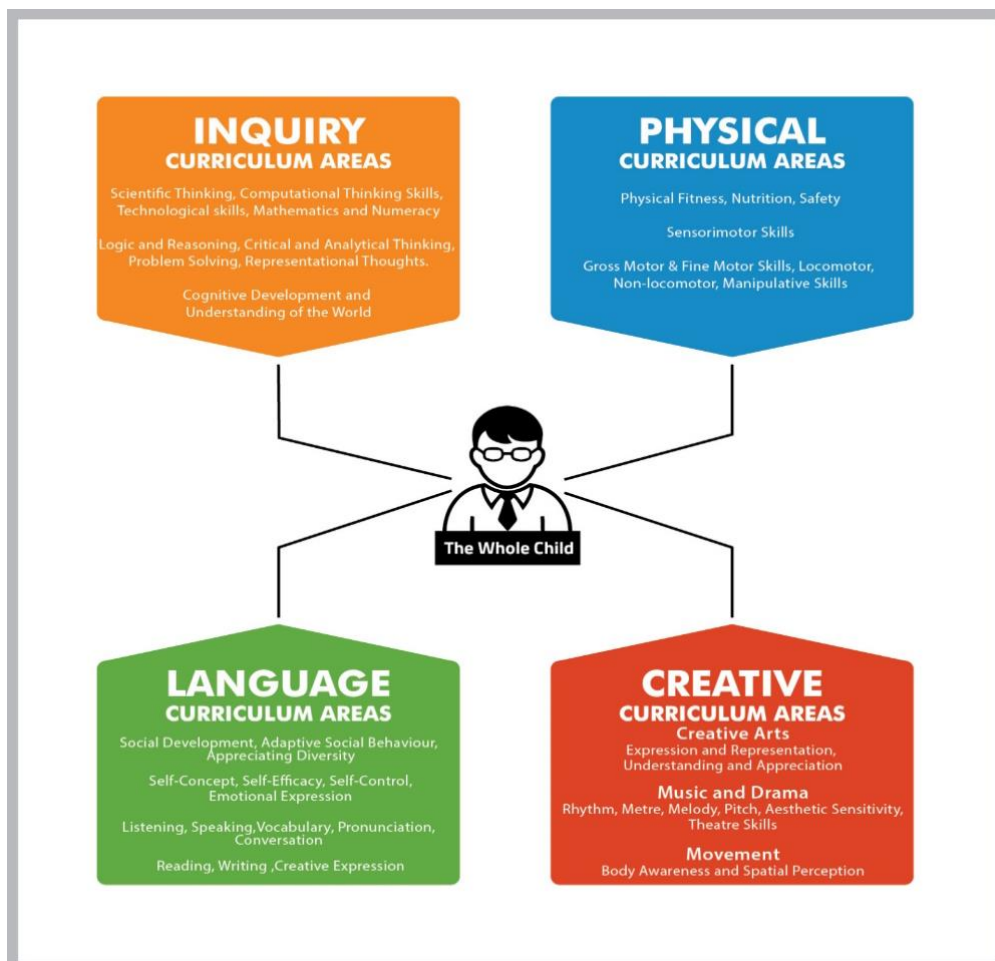 INQUIRY
CURRICULUM AREAS
Scientific Thinking, Computational Thinking Skills,
Technological skills, Mathematics and Numeracy
Logic and Reasoning, Critical and Analytical Thinking,
Problem Solving, Representational Thoughts.
Cognitive Development and
Understanding of the World
PHYSICAL
CURRICULUM AREAS
Physical Fitness, Nutrition, Safety
Sensorimotor Skills
Gross Motor & Fine Motor Skills, Locomotor,
Non-locomotor, Manipulative Skills
The Whole Child
LANGUAGE
CURRICULUM AREAS
Social Development, Adaptive Social Behaviour,
Appreciating Diversity
Self-Concept, Self-Efficacy, Self-Control,
Emotional Expression
Listening, Speaking,Vocabulary, Pronunciation,
Conversation
Reading, Writing ,Creative Expression
CREATIVE
CURRICULUM AREAS
Creative Arts
Expression and Representation,
Understanding and Appreciation
Music and Drama
Rhythm, Metre, Melody, Pitch, Aesthetic Sensitivity,
Theatre Skills
Movement
Body Awareness and Spatial Perception